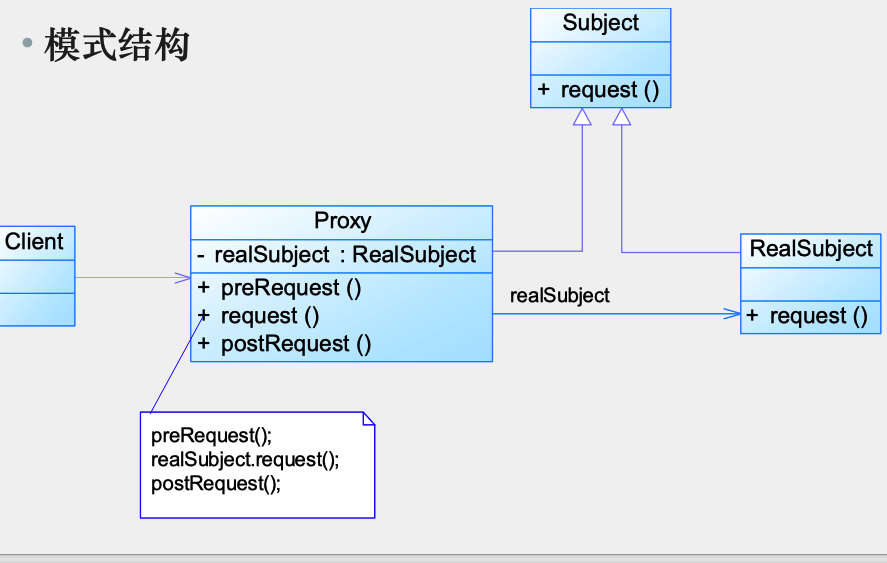 • 模式结构
Subject
+ request ()
Client
Proxy
- realSubject : RealSubject
+ preRequest ()
+ request ()
+ postRequest ()
realSubject
RealSubject
+ request ()
preRequest();
realSubject.request();
postRequest();